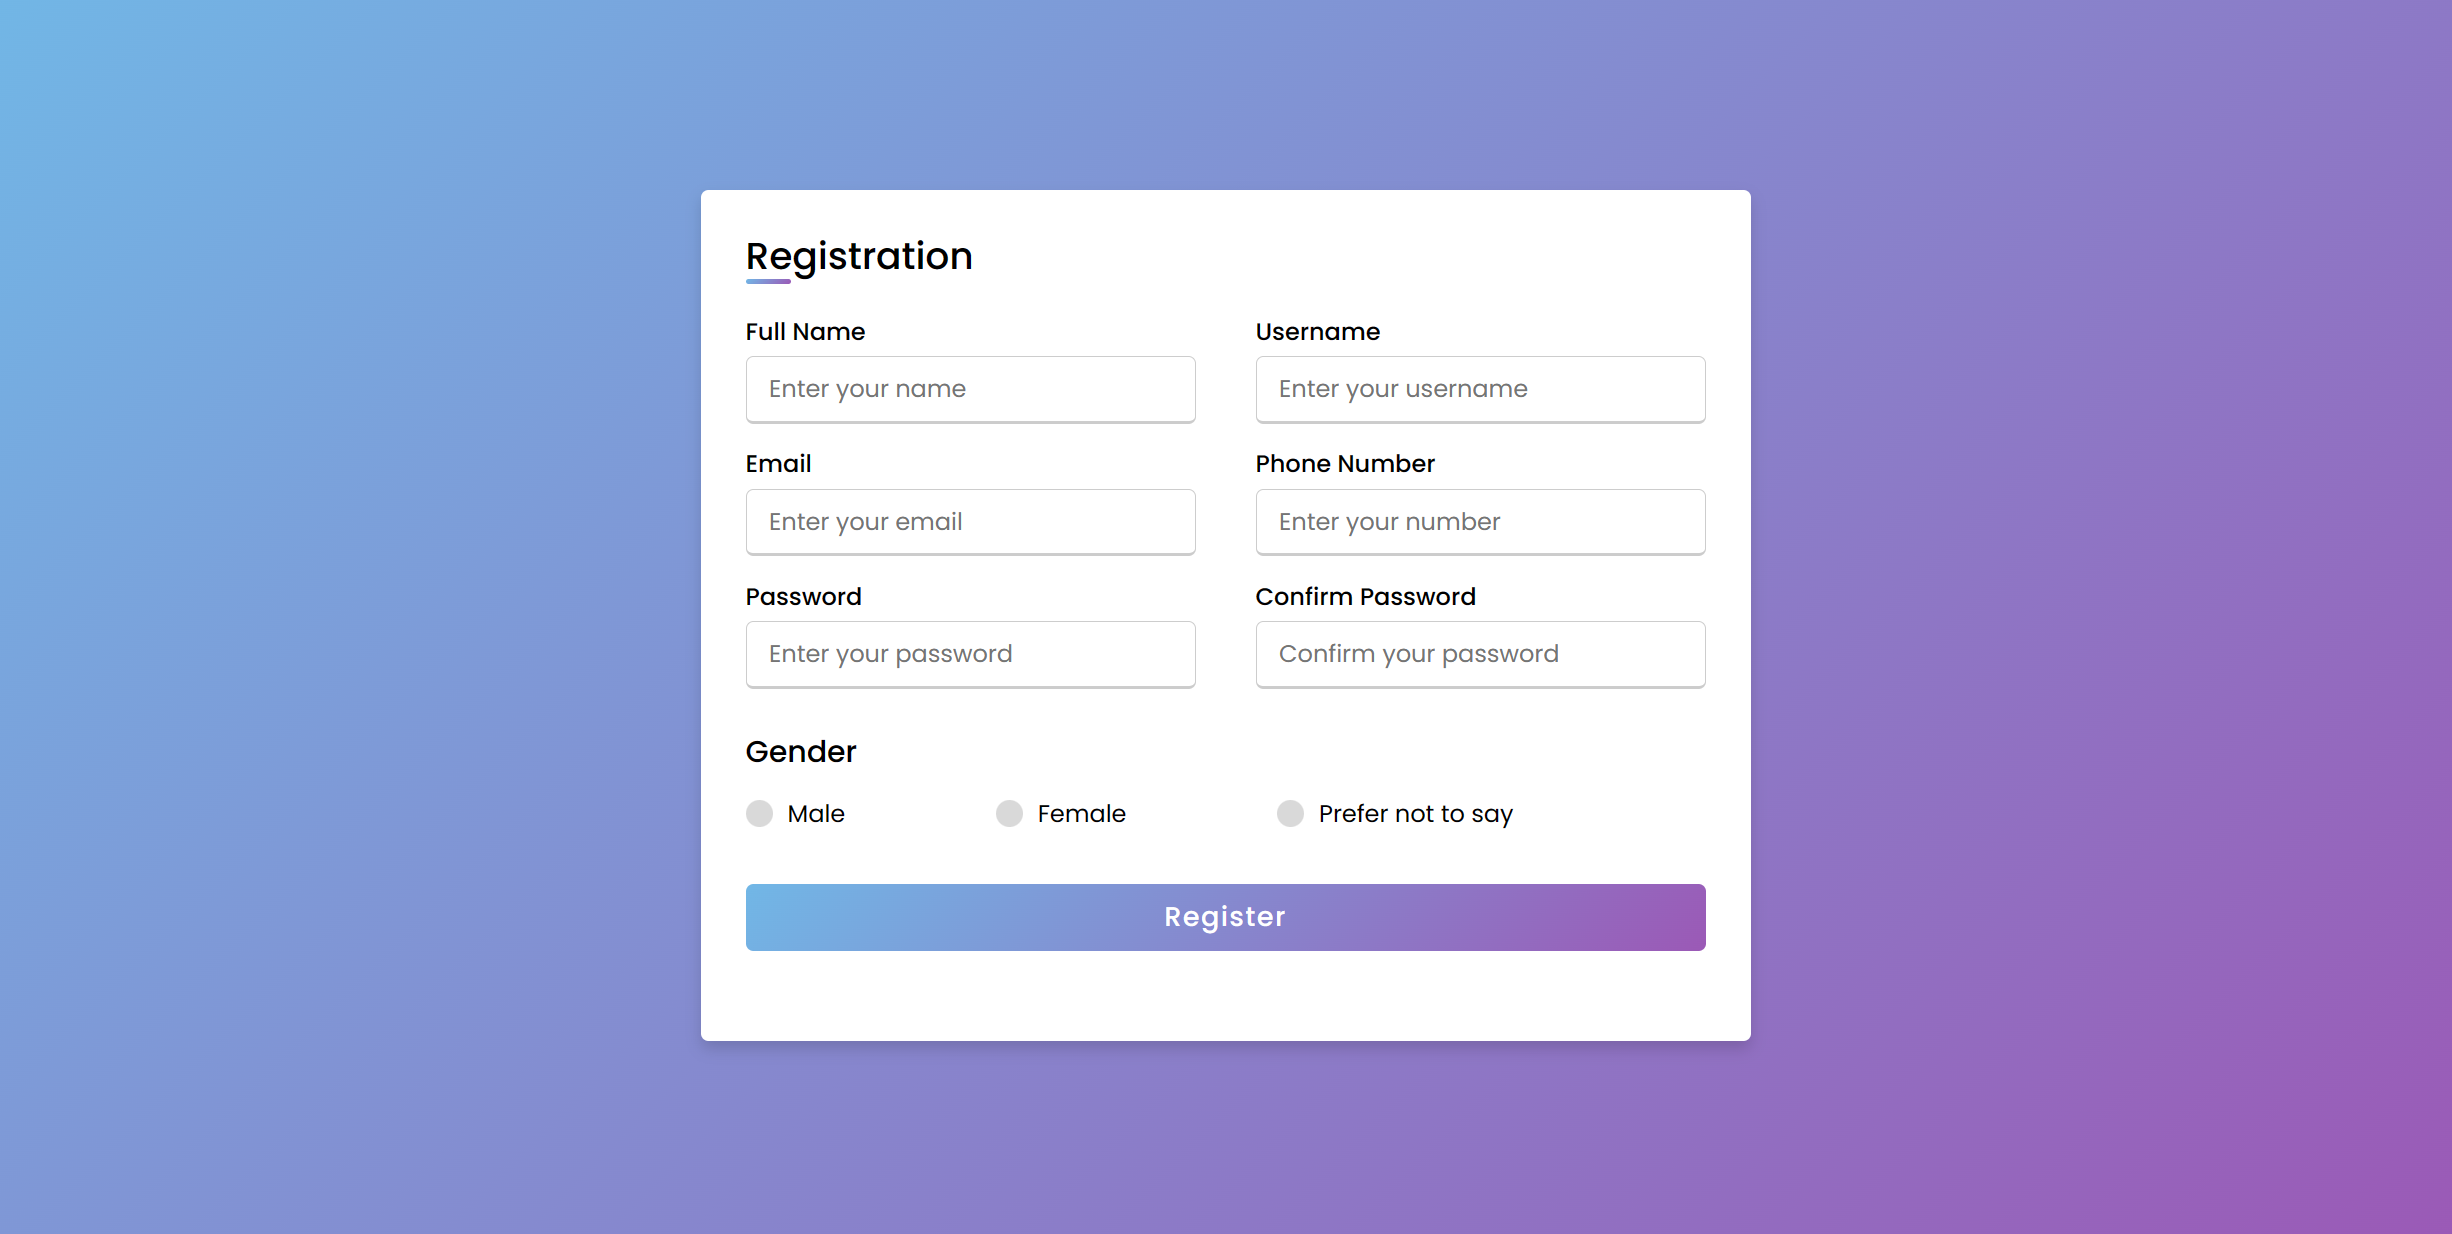 Registration
Full Name
Username
Enter your name
Enter your username
Email
Phone Number
Enter your email
Enter your number
Password
Confirm Password
Enter your password
Confirm your password
Gender
Male
Female
Prefer not to say
Register